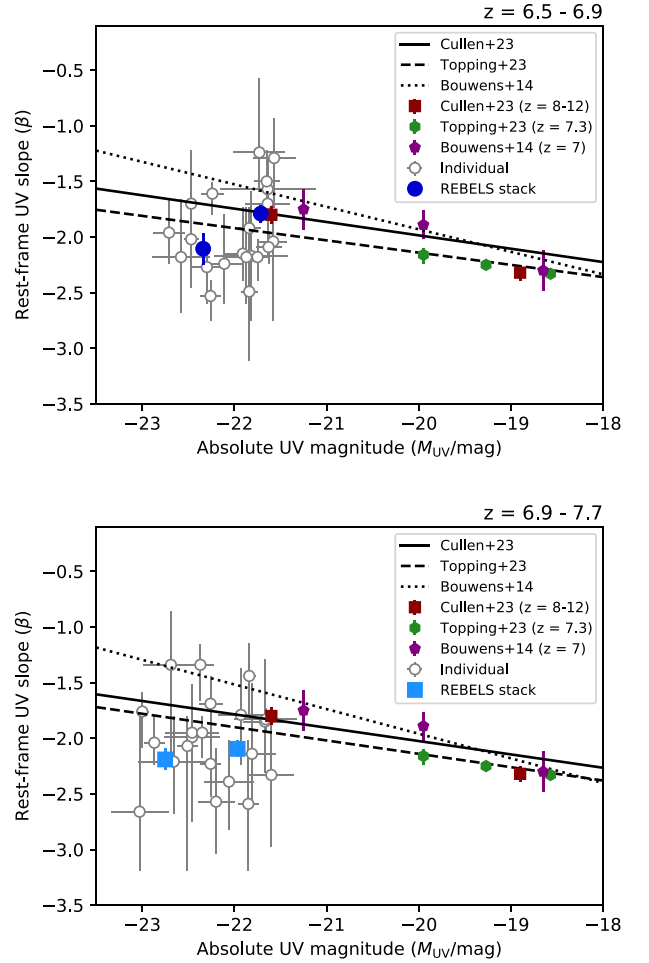 z = 6.5 - 6.9
Cullen+23
Topping+23
Bouwens+14
Cullen+23 (z = 8-12)
Topping+23 (z = 7.3)
Bouwens+14 (z = 7)
Individual
REBELS stack
Rest-frame UV slope (β)
−0.5
−1.0
−1.5
−2.0
−2.5
−3.0
−3.5
−23 −22 −21 −20 −19 −18
Absolute UV magnitude (M_UV/mag)
z = 6.9 - 7.7
Cullen+23
Topping+23
Bouwens+14
Cullen+23 (z = 8-12)
Topping+23 (z = 7.3)
Bouwens+14 (z = 7)
Individual
REBELS stack
Rest-frame UV slope (β)
−0.5
−1.0
−1.5
−2.0
−2.5
−3.0
−3.5
−23 −22 −21 −20 −19 −18
Absolute UV magnitude (M_UV/mag)